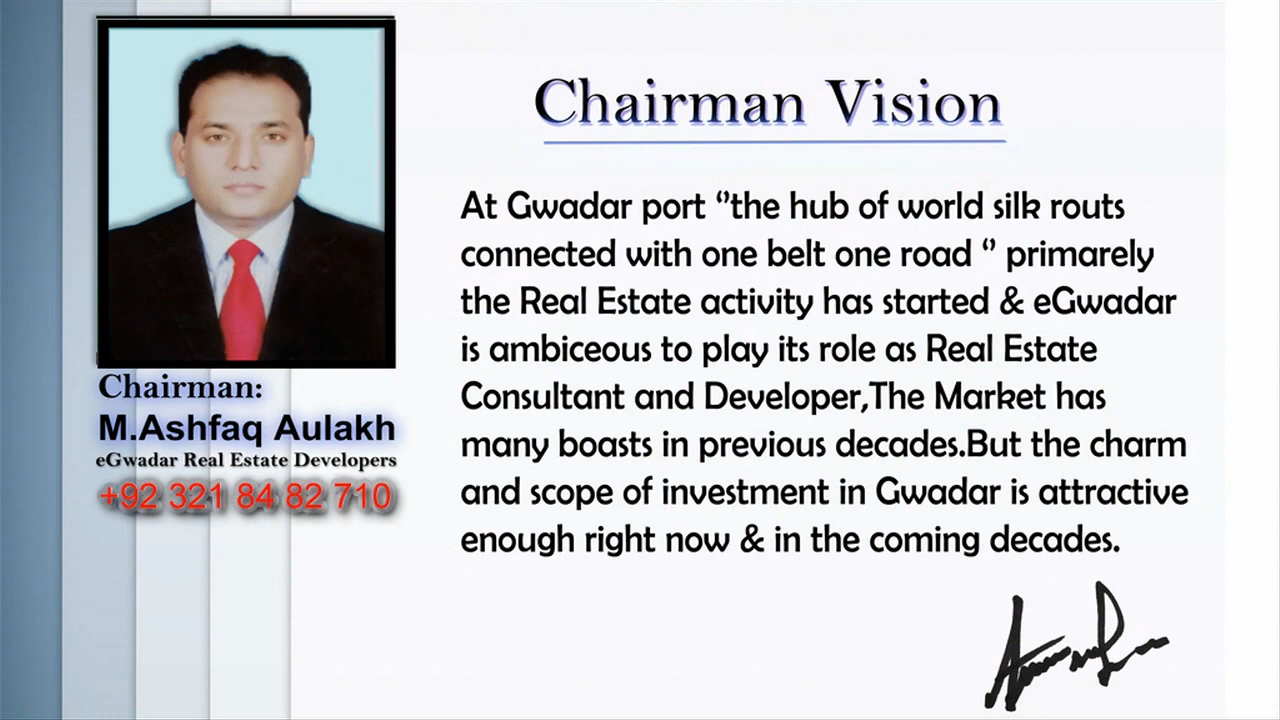 Chairman Vision
At Gwadar port ‘’the hub of world silk routs
connected with one belt one road ‘’ primarely
the Real Estate activity has started & eGwadar
is ambiceous to play its role as Real Estate
Consultant and Developer,The Market has
many boasts in previous decades.But the charm
and scope of investment in Gwadar is attractive
enough right now & in the coming decades.
Chairman:
M.Ashfaq Aulakh
eGwadar Real Estate Developers
+92 321 84 82 710